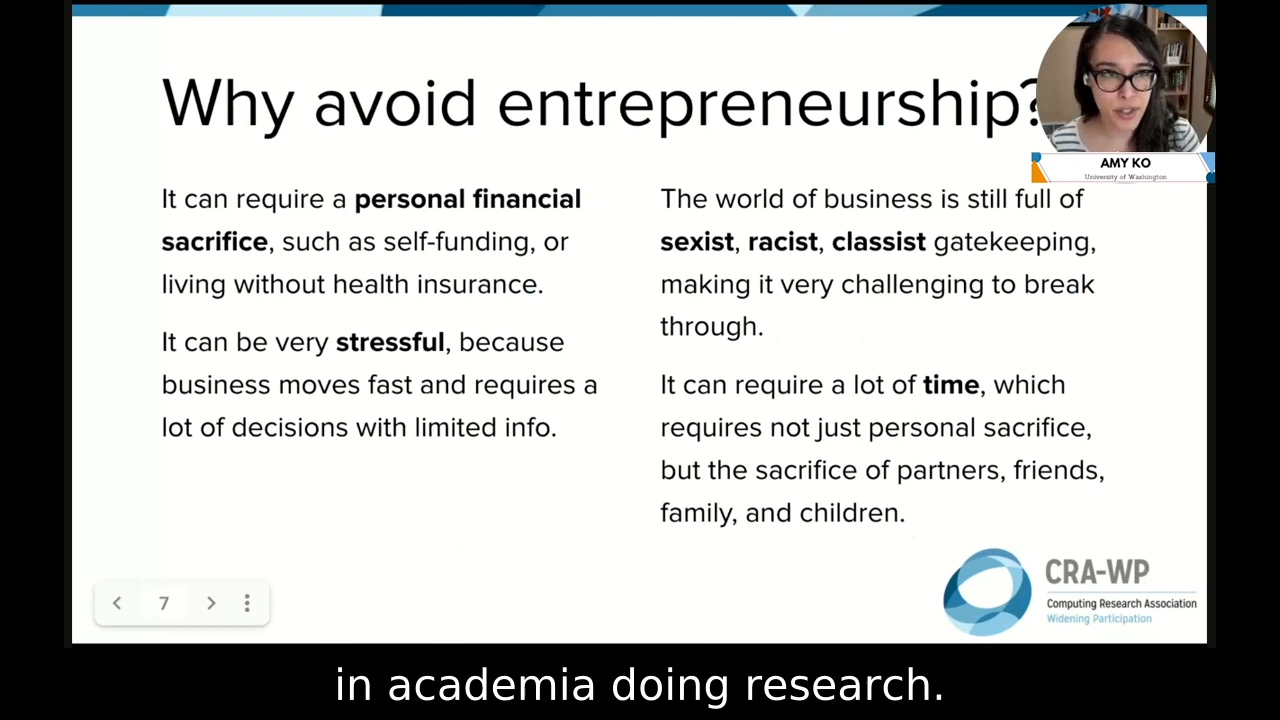 Why avoid entrepreneurship?
AMY KO
University of Washington
It can require a personal financial
sacrifice, such as self-funding, or
living without health insurance.
It can be very stressful, because
business moves fast and requires a
lot of decisions with limited info.
The world of business is still full of
sexist, racist, classist gatekeeping,
making it very challenging to break
through.
It can require a lot of time, which
requires not just personal sacrifice,
but the sacrifice of partners, friends,
family, and children.
7
CRA-WP
Computing Research Association
Widening Participation
in academia doing research.